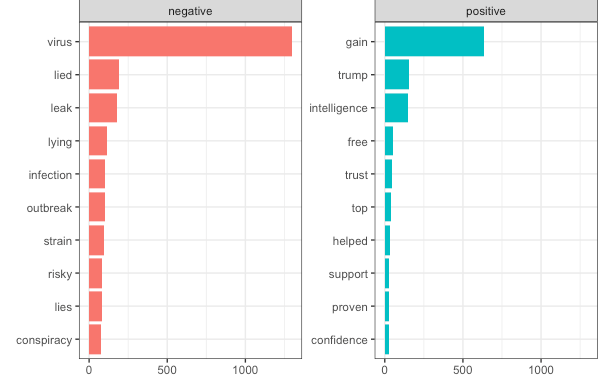 negative
positive
virus
lied
leak
lying
infection
outbreak
strain
risky
lies
conspiracy
0 500 1000
gain
trump
intelligence
free
trust
top
helped
support
proven
confidence
0 500 1000